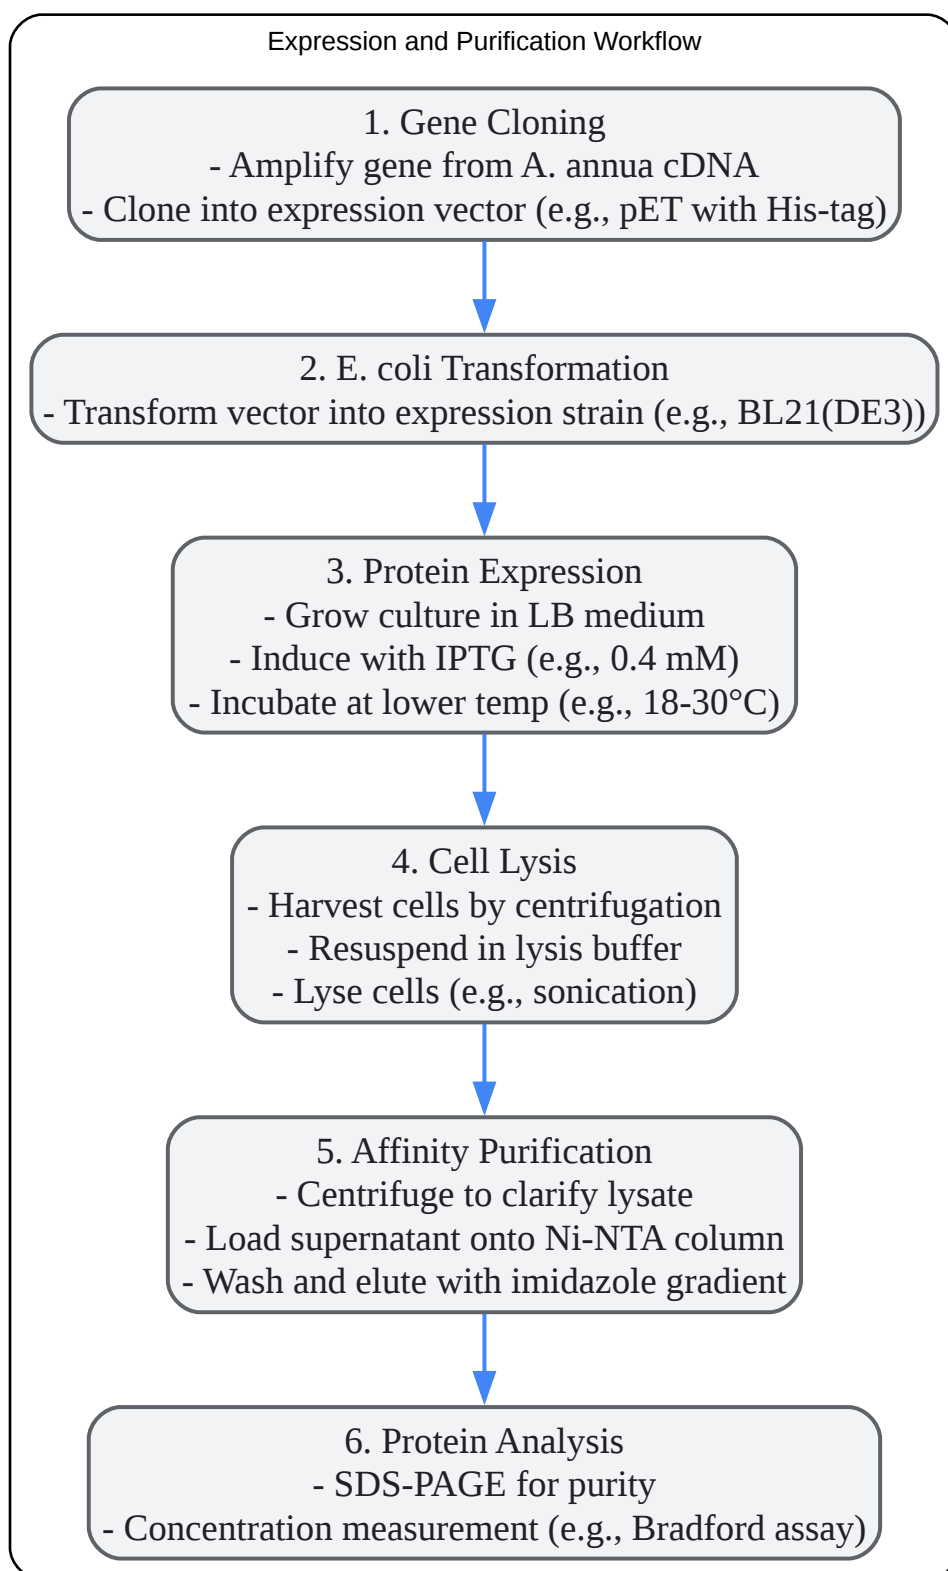 Expression and Purification Workflow
1. Gene Cloning
- Amplify gene from A. annua cDNA
- Clone into expression vector (e.g., pET with His-tag)
2. E. coli Transformation
- Transform vector into expression strain (e.g., BL21(DE3))
3. Protein Expression
- Grow culture in LB medium
- Induce with IPTG (e.g., 0.4 mM)
- Incubate at lower temp (e.g., 18-30°C)
4. Cell Lysis
- Harvest cells by centrifugation
- Resuspend in lysis buffer
- Lyse cells (e.g., sonication)
5. Affinity Purification
- Centrifuge to clarify lysate
- Load supernatant onto Ni-NTA column
- Wash and elute with imidazole gradient
6. Protein Analysis
- SDS-PAGE for purity
- Concentration measurement (e.g., Bradford assay)